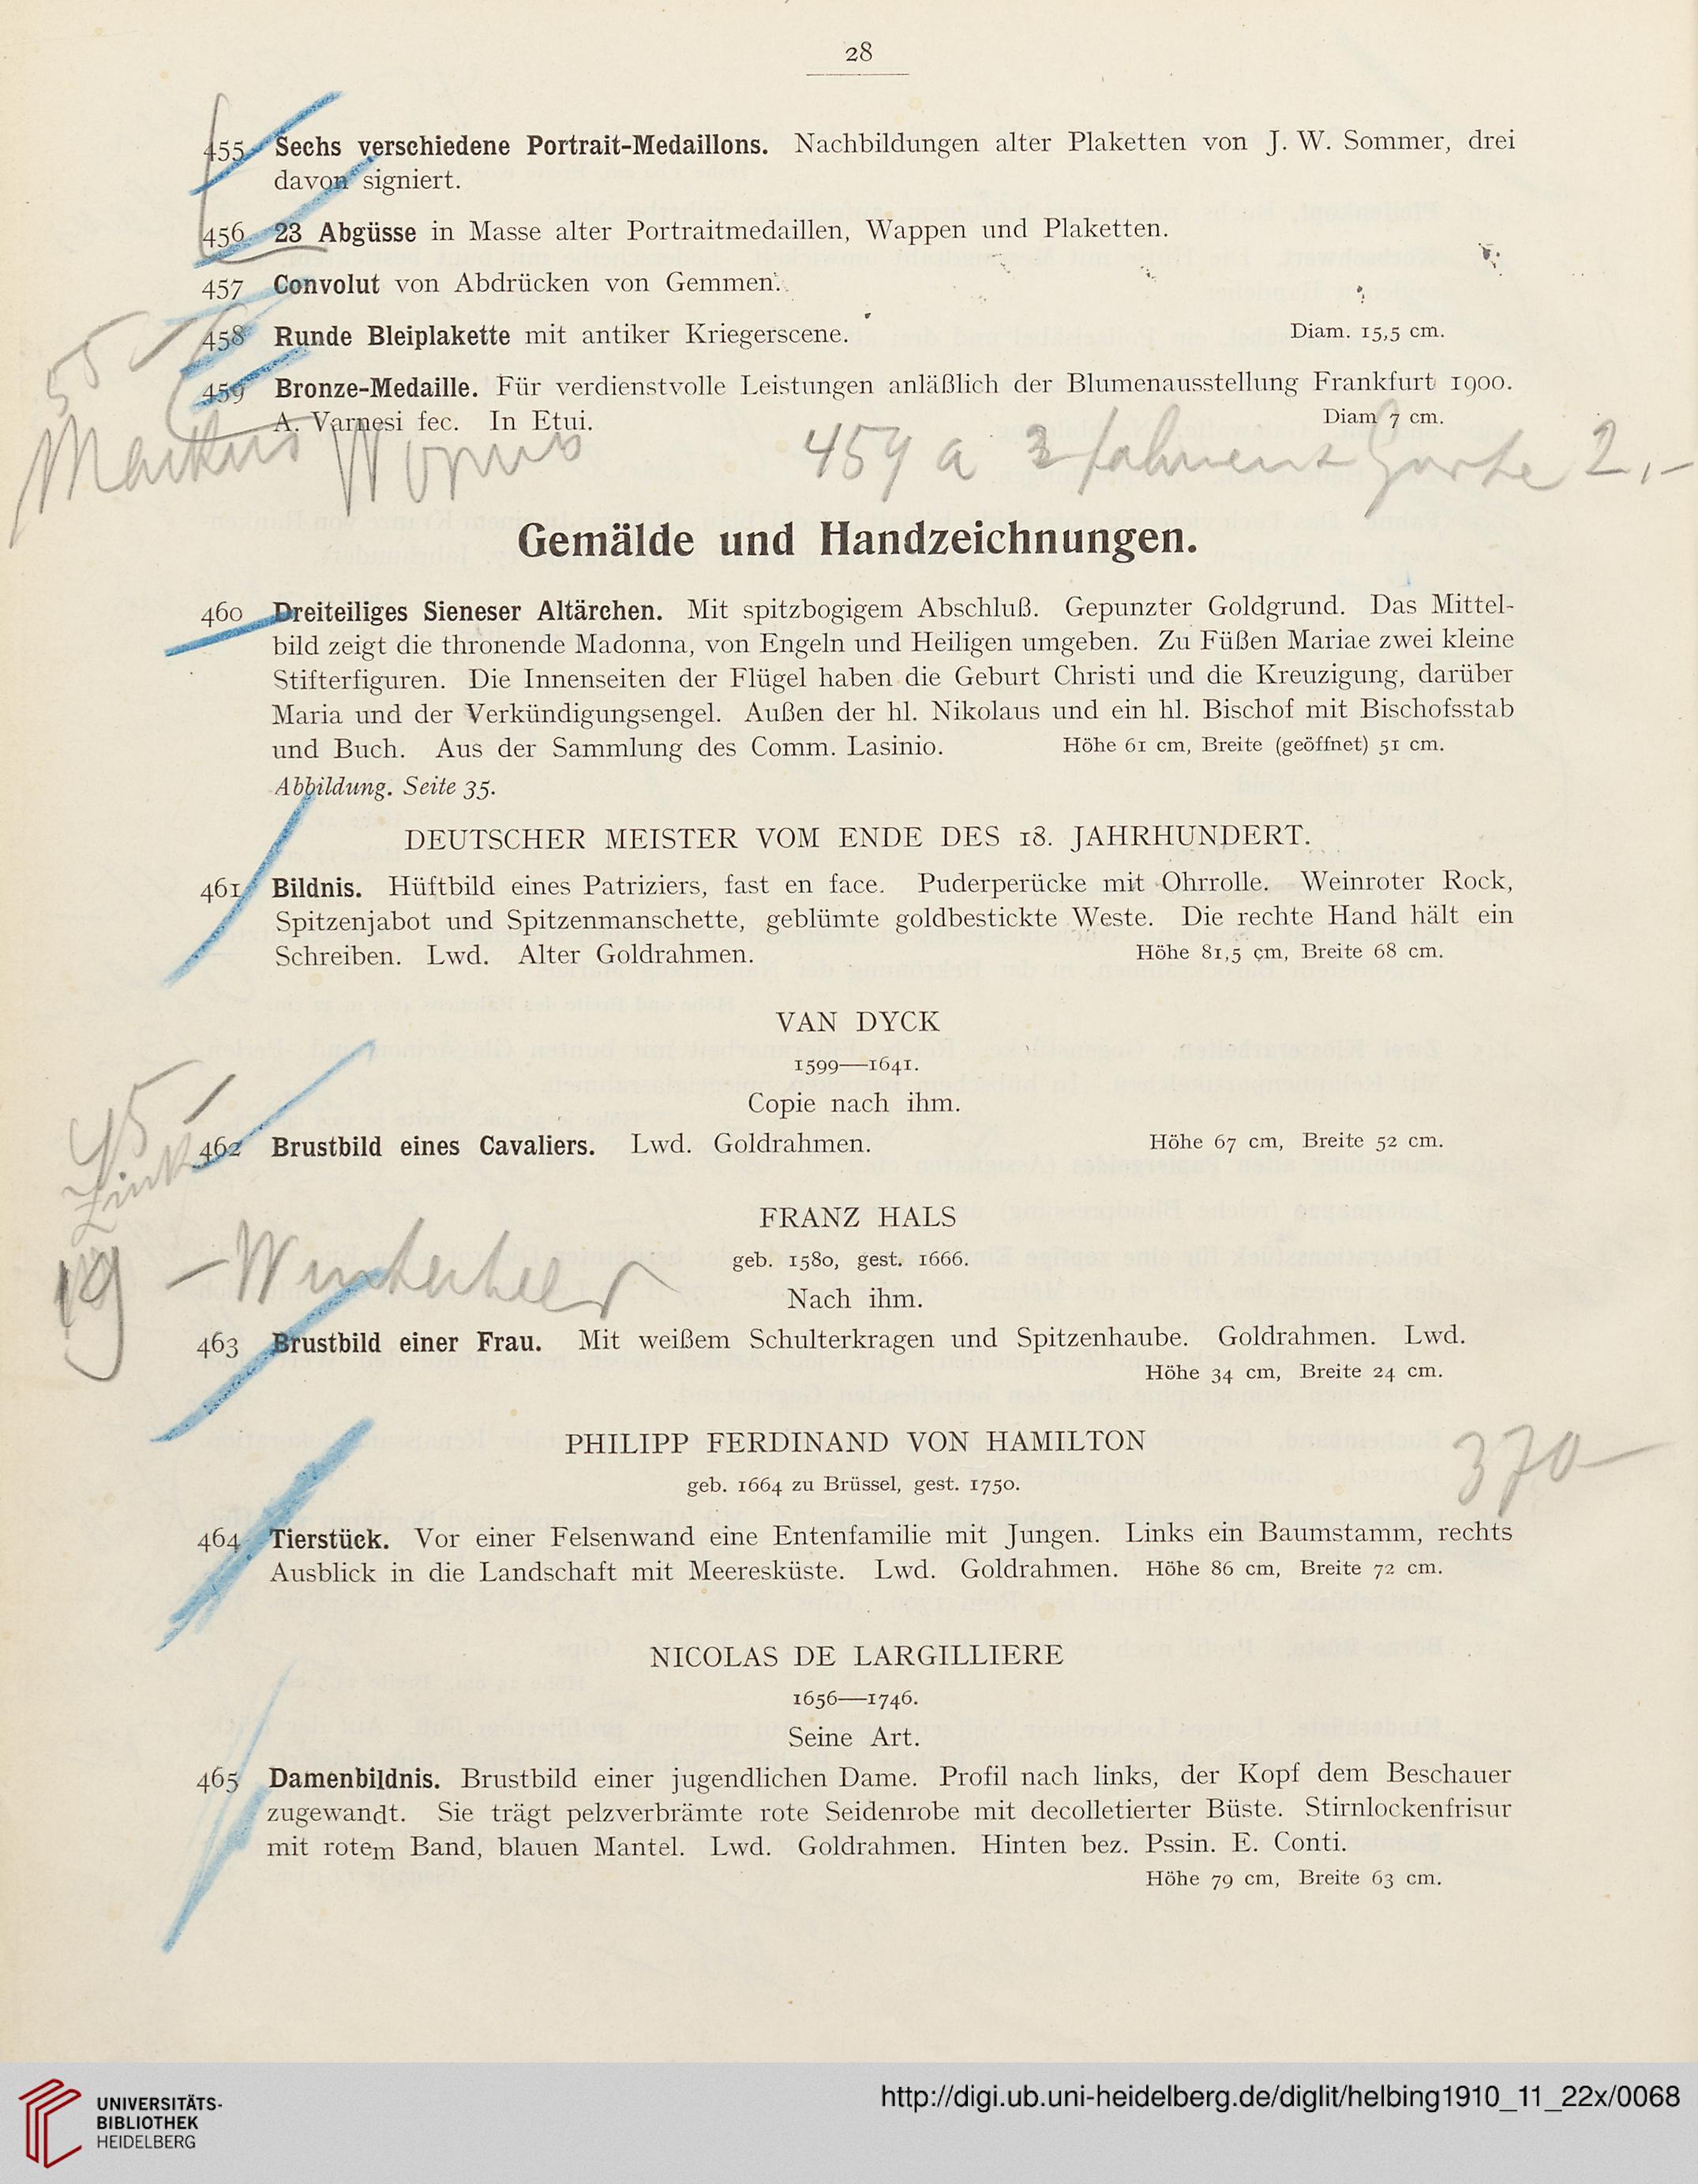 28
455 Sechs verschiedene Portrait-Medaillons. Nachbildungen alter Plaketten von J. W. Sommer, drei
davon signiert.
456 23 Abgüsse in Masse alter Portraitmedaillen, Wappen und Plaketten.
457 Convolut von Abdrücken von Gemmen.
458 Runde Bleiplakette mit antiker Kriegerscene. Diam. 15,5 cm.
459 Bronze-Medaille. Für verdienstvolle Leistungen anläßlich der Blumenausstellung Frankfurt 1900.
A. Varnesi fec. In Etui. Diam 7 cm.
55
Markus Worms
459 a 2,-
Gemälde und Handzeichnungen.
460 Dreiteiliges Sieneser Altärchen. Mit spitzbogigem Abschluß. Gepunzter Goldgrund. Das Mittel-
bild zeigt die thronende Madonna, von Engeln und Heiligen umgeben. Zu Füßen Mariae zwei kleine
Stifterfiguren. Die Innenseiten der Flügel haben die Geburt Christi und die Kreuzigung, darüber
Maria und der Verkündigungsengel. Außen der hl. Nikolaus und ein hl. Bischof mit Bischofsstab
und Buch. Aus der Sammlung des Comm. Lasinio. Höhe 61 cm, Breite (geöffnet) 51 cm.
Abbildung. Seite 35.
DEUTSCHER MEISTER VOM ENDE DES 18. JAHRHUNDERT.
461 Bildnis. Hüftbild eines Patriziers, fast en face. Puderperücke mit Ohrrolle. Weinroter Rock,
Spitzenjabot und Spitzenmanschette, geblümte goldbestickte Weste. Die rechte Hand hält ein
Schreiben. Lwd. Alter Goldrahmen. Höhe 81,5 cm, Breite 68 cm.
VAN DYCK
1599—1641.
Copie nach ihm.
45 -
462 Brustbild eines Cavaliers. Lwd. Goldrahmen. Höhe 67 cm, Breite 52 cm.
FRANZ HALS
geb. 1580, gest. 1666.
19 -
Nach ihm.
463 Brustbild einer Frau. Mit weißem Schulterkragen und Spitzenhaube. Goldrahmen. Lwd.
Höhe 34 cm, Breite 24 cm.
PHILIPP FERDINAND VON HAMILTON
370-
geb. 1664 zu Brüssel, gest. 1750.
464 Tierstück. Vor einer Felsenwand eine Entenfamilie mit Jungen. Links ein Baumstamm, rechts
Ausblick in die Landschaft mit Meeresküste. Lwd. Goldrahmen. Höhe 86 cm, Breite 72 cm.
NICOLAS DE LARGILLIERE
1656—1746.
Seine Art.
465 Damenbildnis. Brustbild einer jugendlichen Dame. Profil nach links, der Kopf dem Beschauer
zugewandt. Sie trägt pelzverbrämte rote Seidenrobe mit decolletierter Büste. Stirnlockenfrisur
mit rotem Band, blauen Mantel. Lwd. Goldrahmen. Hinten bez. Pssin. E. Conti.
Höhe 79 cm, Breite 63 cm.
UNIVERSITÄTS-
BIBLIOTHEK
HEIDELBERG
http://digi.ub.uni-heidelberg.de/diglit/helbing1910_11_22x/0068